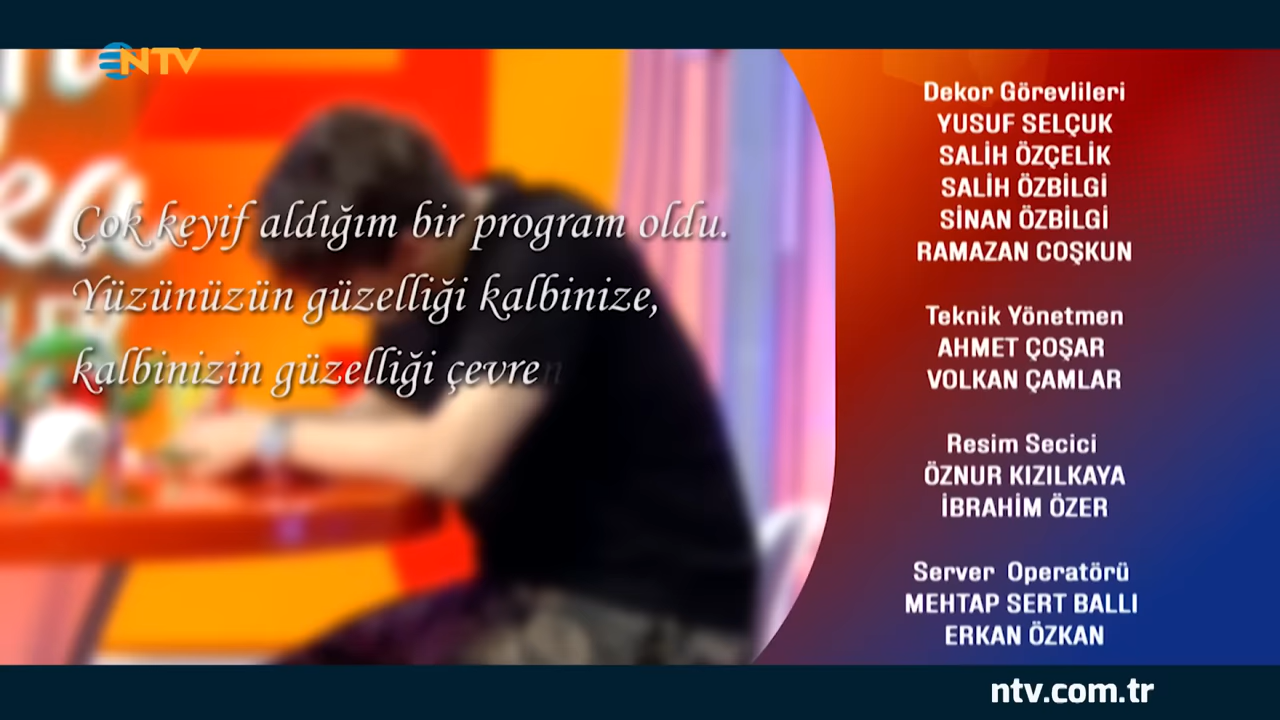 NTV
Çok keyif aldığım bir program oldu.
Yüzünüzün güzelliği kalbinize,
kalbinizin güzelliği çevren
Dekor Görevlileri
YUSUF SELÇUK
SALİH ÖZÇELİK
SALİH ÖZBİLGİ
SİNAN ÖZBİLGİ
RAMAZAN COŞKUN
Teknik Yönetmen
AHMET ÇOŞAR
VOLKAN ÇAMLAR
Resim Secici
ÖZNUR KIZILKAYA
İBRAHİM ÖZER
Server Operatörü
MEHTAP SERT BALLI
ERKAN ÖZKAN
ntv.com.tr